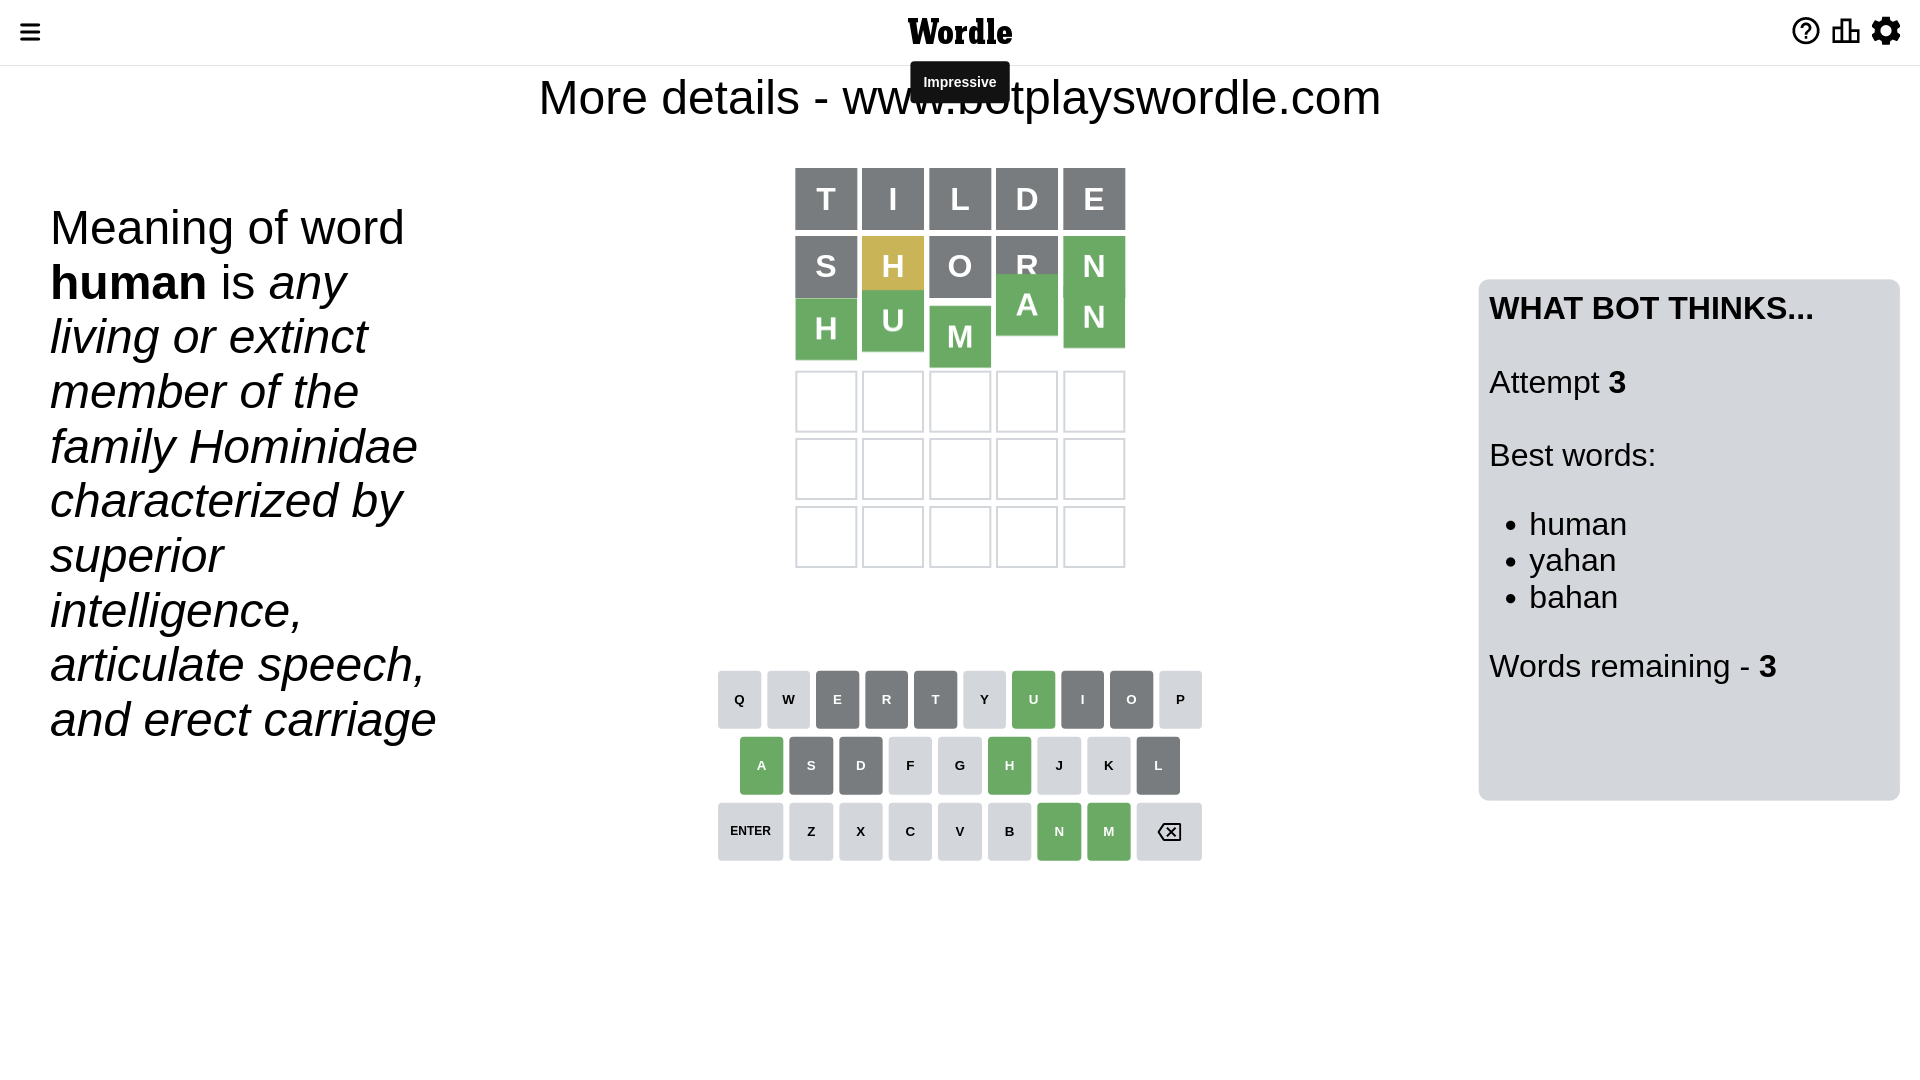 Wordle
Impressive
More details - www.botplayswordle.com
Meaning of word
human is any
living or extinct
member of the
family Hominidae
characterized by
superior
intelligence,
articulate speech,
and erect carriage
T I L D E
S H O R N
H U M A N
Q W E R T Y U I O P
A S D F G H J K L
ENTER Z X C V B N M
WHAT BOT THINKS...
Attempt 3
Best words:
• human
• yahan
• bahan
Words remaining - 3